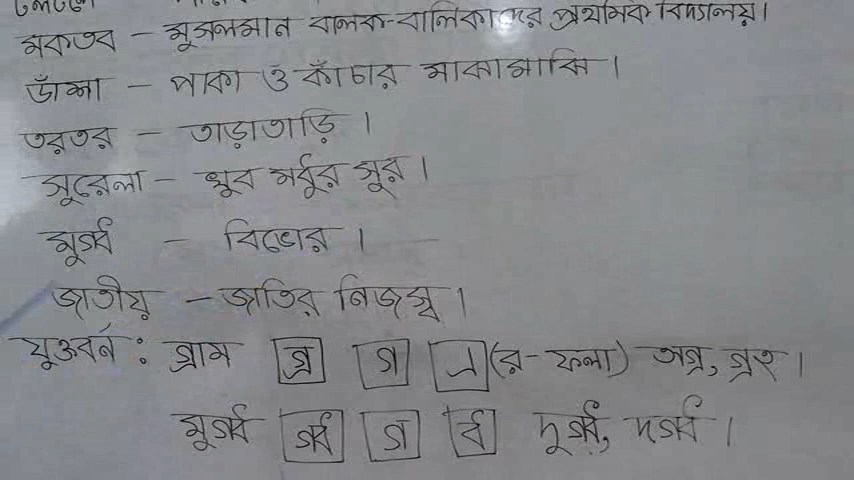 মকতব – মুসলমান বালক-বালিকাদের প্রাথমিক বিদ্যালয়।
ডাঁশা – পাকা ও কাঁচার মাঝামাঝি।
তরতর – তাড়াতাড়ি।
সুরেলা – খুব মধুর সুর।
মুগ্ধ – বিভোর।
জাতীয় – জাতির নিজস্ব।
যুক্তবর্ন : গ্রাম গ্র গ ্র (র-ফলা) অগ্র, গ্রহ।
মুগ্ধ গ্ধ গ ধ দুগ্ধ, দগ্ধ।